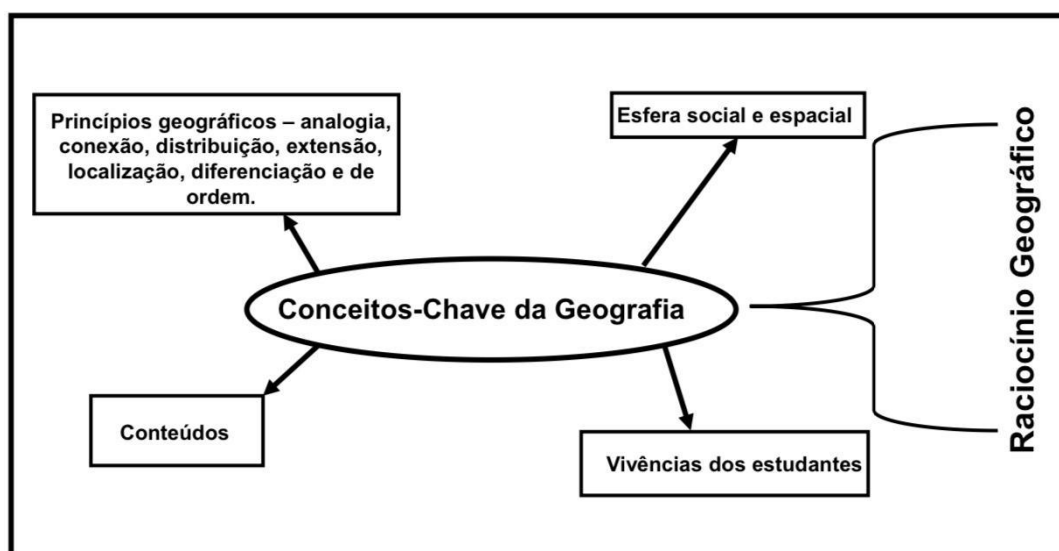 Princípios geográficos – analogia,
conexão, distribuição, extensão,
localização, diferenciação e de
ordem.
Esfera social e espacial
Conceitos-Chave da Geografia
Conteúdos
Vivências dos estudantes
Raciocínio Geográfico